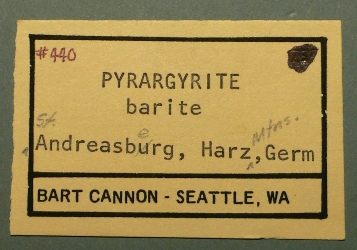 #440
PYRARGYRITE
barite
St. Andreasburg, Harz, Mtns. Germ
e
BART CANNON - SEATTLE, WA